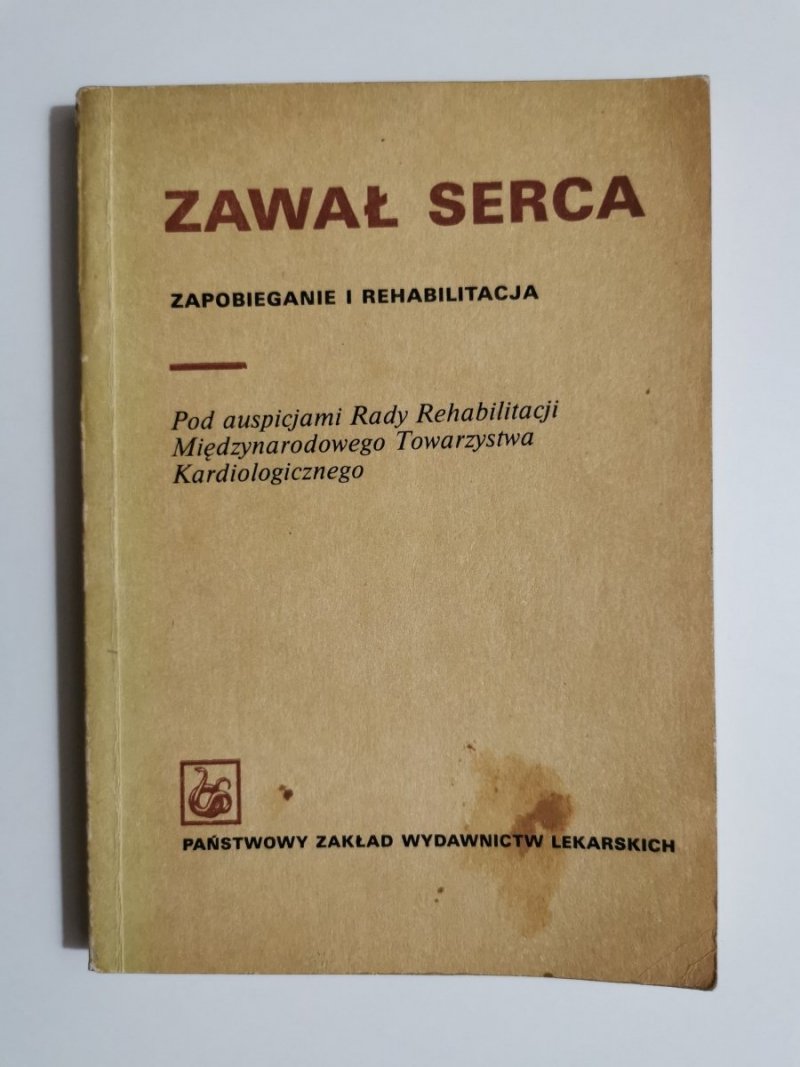 ZAWAŁ SERCA
ZAPOBIEGANIE I REHABILITACJA
Pod auspicjami Rady Rehabilitacji
Międzynarodowego Towarzystwa
Kardiologicznego
PAŃSTWOWY ZAKŁAD WYDAWNICTW LEKARSKICH